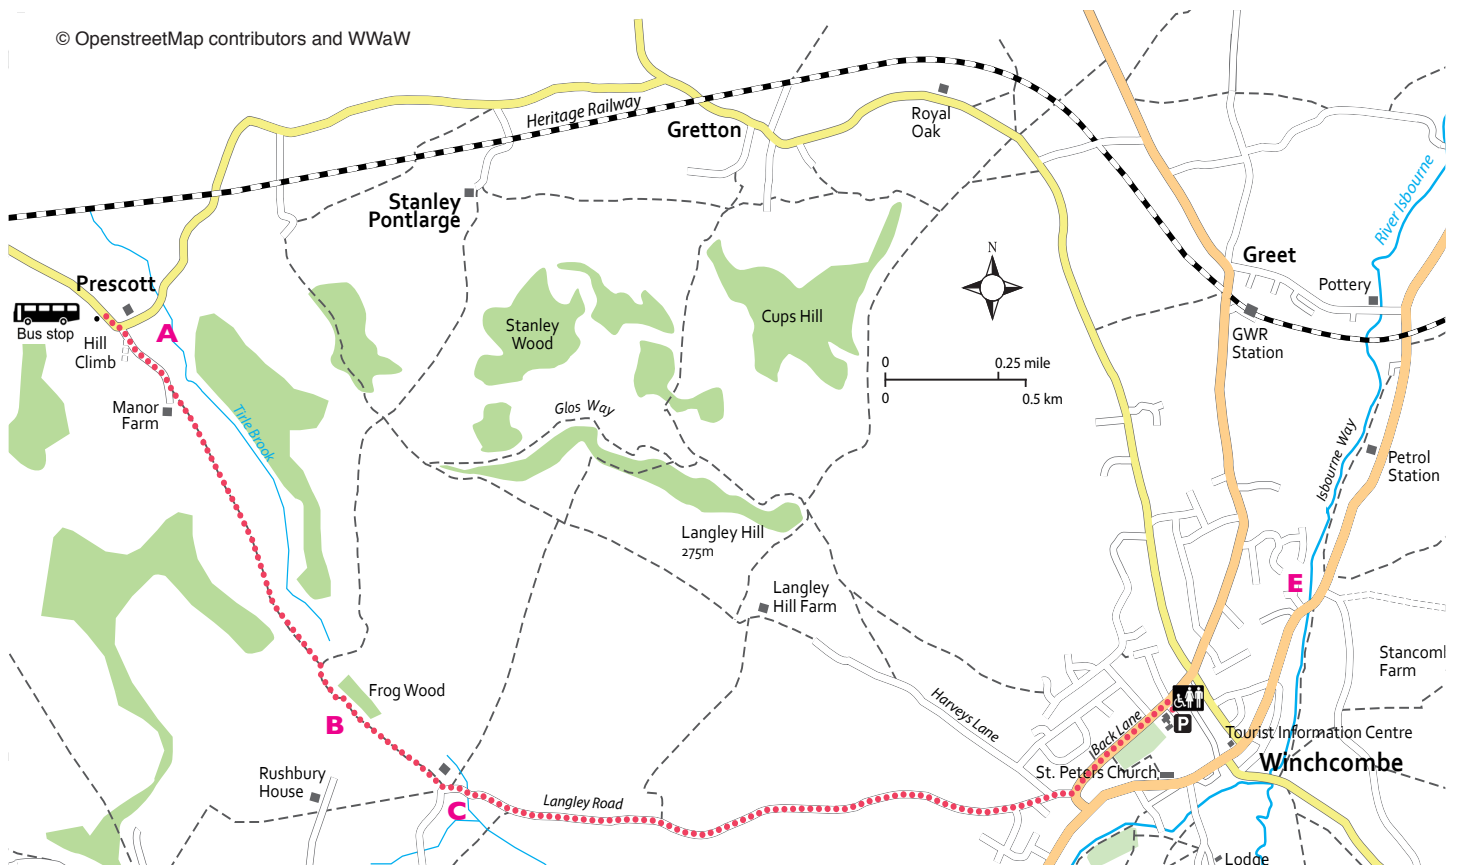 © OpenstreetMap contributors and WWaW
Heritage Railway
Gretton
Royal
Oak
River Isbourne
Stanley
Pontlarge
Greet
Pottery
N
Prescott
Bus stop
A
Hill
Climb
Stanley
Wood
Cups Hill
GWR
Station
0
0.25 mile
0
0.5 km
Manor
Farm
Tirle Brook
Glos Way
Isbourne Way
Petrol
Station
Langley Hill
275m
Langley
Hill Farm
E
Stancoml
Farm
Frog Wood
B
Harveys Lane
Back Lane
P
Tourist Information Centre
Winchcombe
St. Peters Church
Rushbury
House
C
Langley Road
Lodge